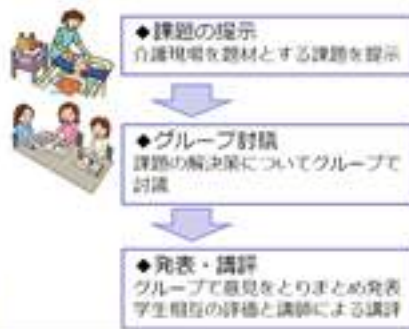 ◆課題の提示
介護現場を題材とする課題を提示
◆グループ討議
課題の解決策についてグループで
討議
◆発表・講評
グループで意見をとりまとめ発表
学生相互の評価と講師による講評